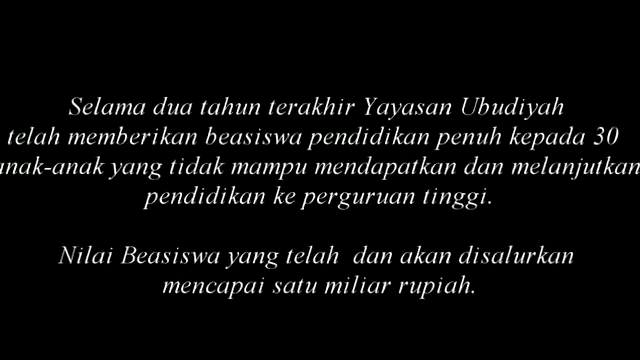 Selama dua tahun terakhir Yayasan Ubudiyah
telah memberikan beasiswa pendidikan penuh kepada 30
anak-anak yang tidak mampu mendapatkan dan melanjutkan
pendidikan ke perguruan tinggi.
Nilai Beasiswa yang telah dan akan disalurkan
mencapai satu miliar rupiah.